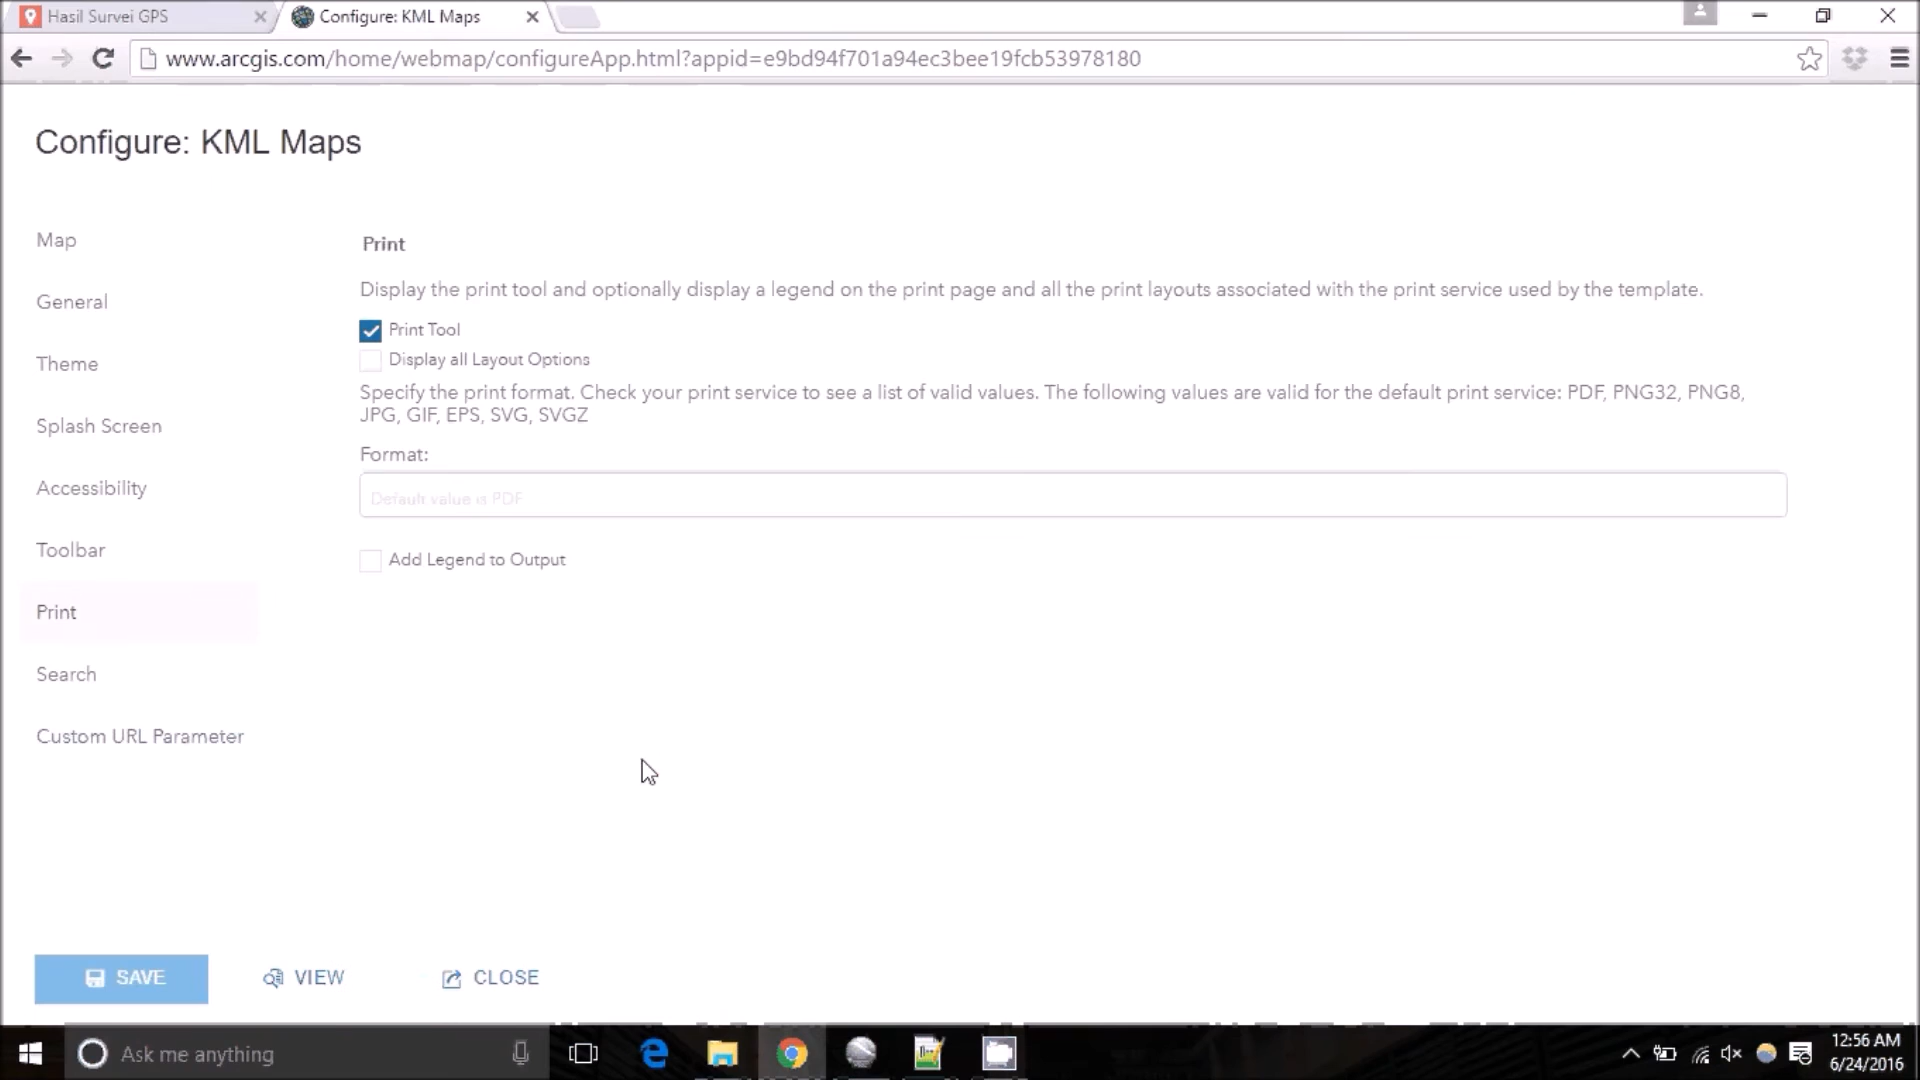 Hasil Survei GPS
Configure: KML Maps
www.arcgis.com/home/webmap/configureApp.html?appid=e9bd94f701a94ec3bee19fcb53978180
Configure: KML Maps
Map
General
Theme
Splash Screen
Accessibility
Toolbar
Print
Search
Custom URL Parameter
Print
Display the print tool and optionally display a legend on the print page and all the print layouts associated with the print service used by the template.
Print Tool
Display all Layout Options
Specify the print format. Check your print service to see a list of valid values. The following values are valid for the default print service: PDF, PNG32, PNG8,
JPG, GIF, EPS, SVG, SVGZ
Format:
Default value is PDF
Add Legend to Output
SAVE
VIEW
CLOSE
Ask me anything
12:56 AM
6/24/2016